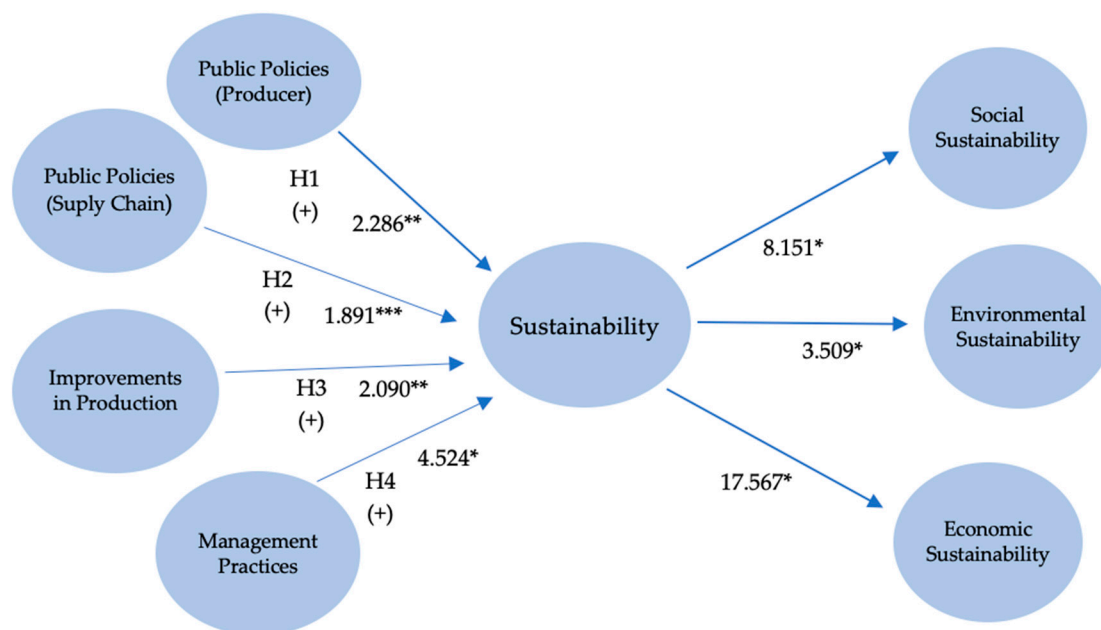 Public Policies
(Producer)
Public Policies
(Suply Chain)
Improvements
in Production
Management
Practices
H1
(+)
2.286**
H2
(+)
1.891***
H3
(+)
2.090**
H4
(+)
4.524*
Sustainability
8.151*
3.509*
17.567*
Social
Sustainability
Environmental
Sustainability
Economic
Sustainability